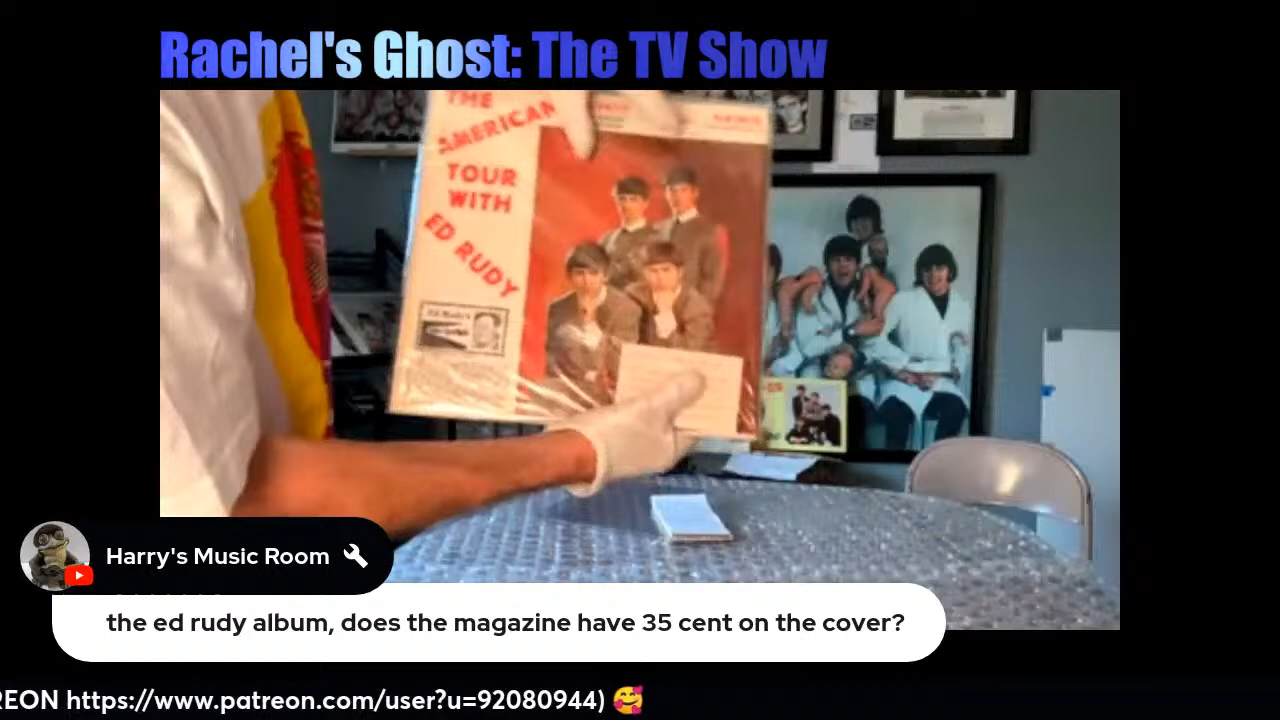 Rachel's Ghost: The TV Show
THE
AMERICAN
TOUR
WITH
ED RUDY
Harry's Music Room
the ed rudy album, does the magazine have 35 cent on the cover?
REON https://www.patreon.com/user?u=92080944) 🥰